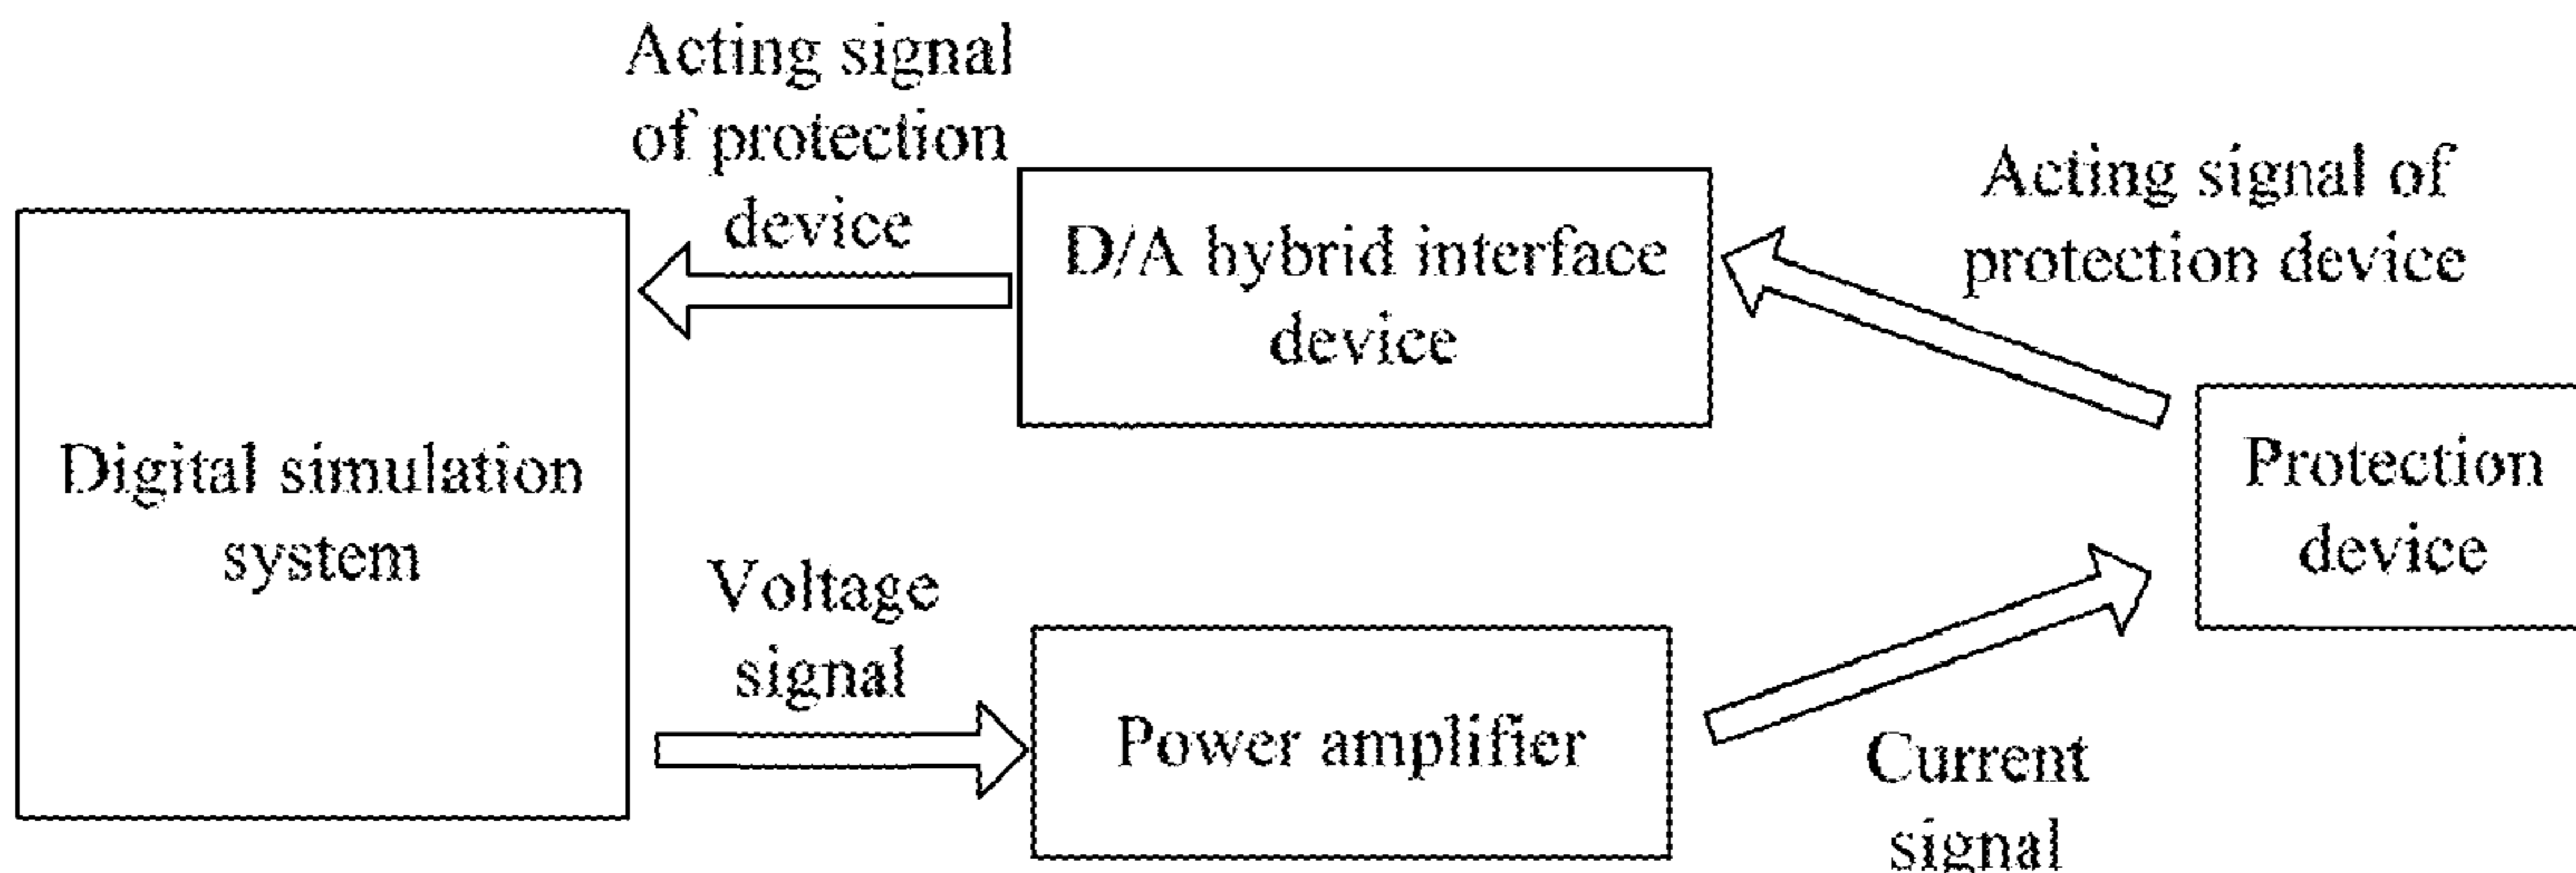 Acting signal
of protection
device
D/A hybrid interface
device
Acting signal of
protection device
Digital simulation
system
Protection
device
Voltage
signal
Power amplifier
Current
signal